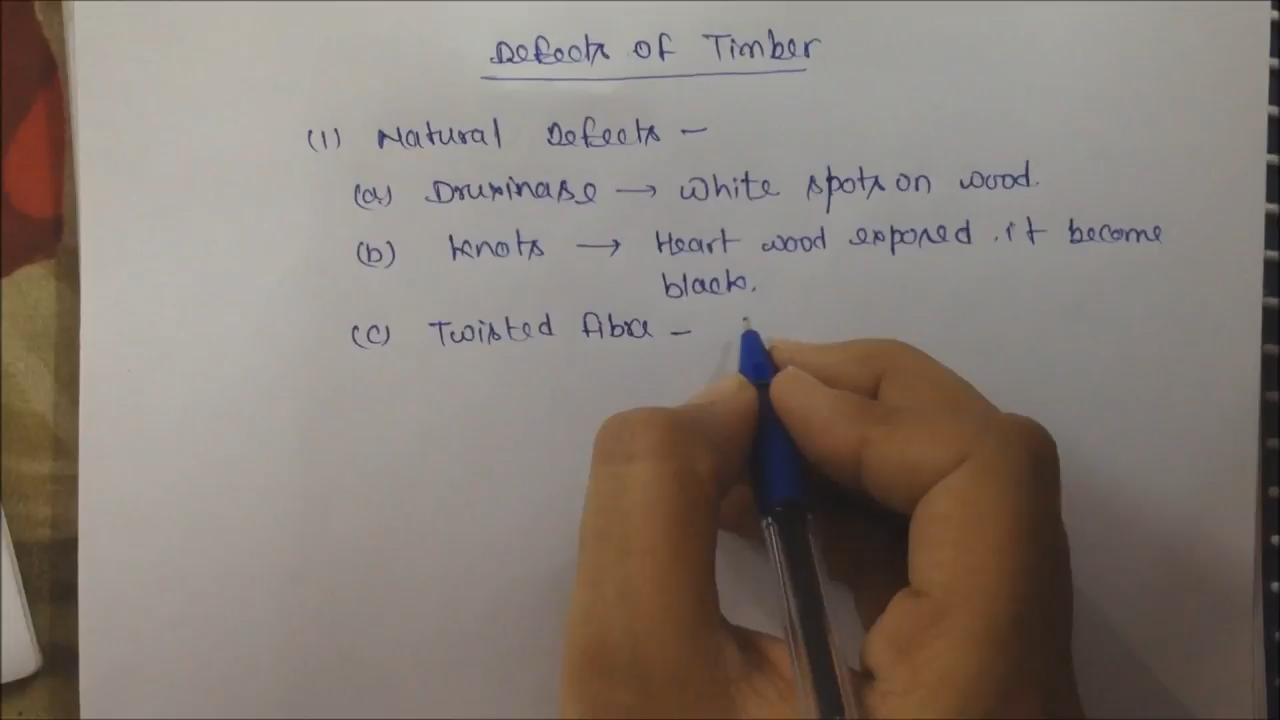 Defects of Timber
(1) Natural Defects -
(a) Druxinase → White spots on wood.
(b) Knots → Heart wood exposed. it become
black.
(c) Twisted fibre -